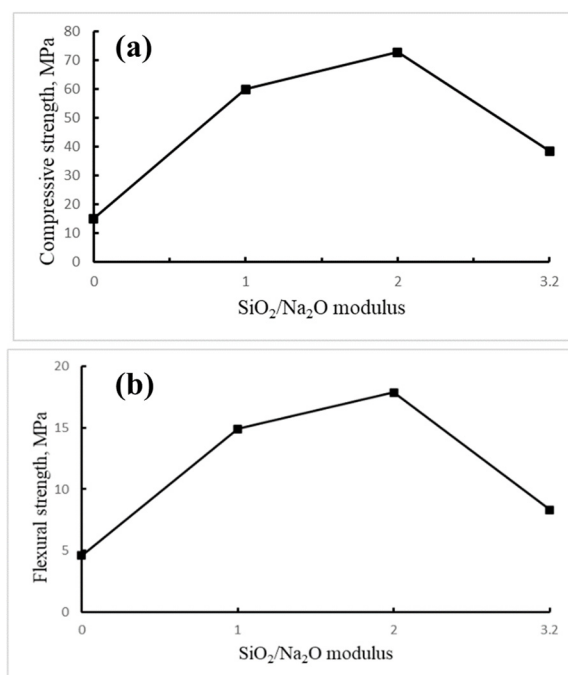 (a)
Compressive strength, MPa
80
70
60
50
40
30
20
10
0
0 1 2 3.2
SiO₂/Na₂O modulus
(b)
Flexural strength, MPa
20
15
10
5
0
0 1 2 3.2
SiO₂/Na₂O modulus